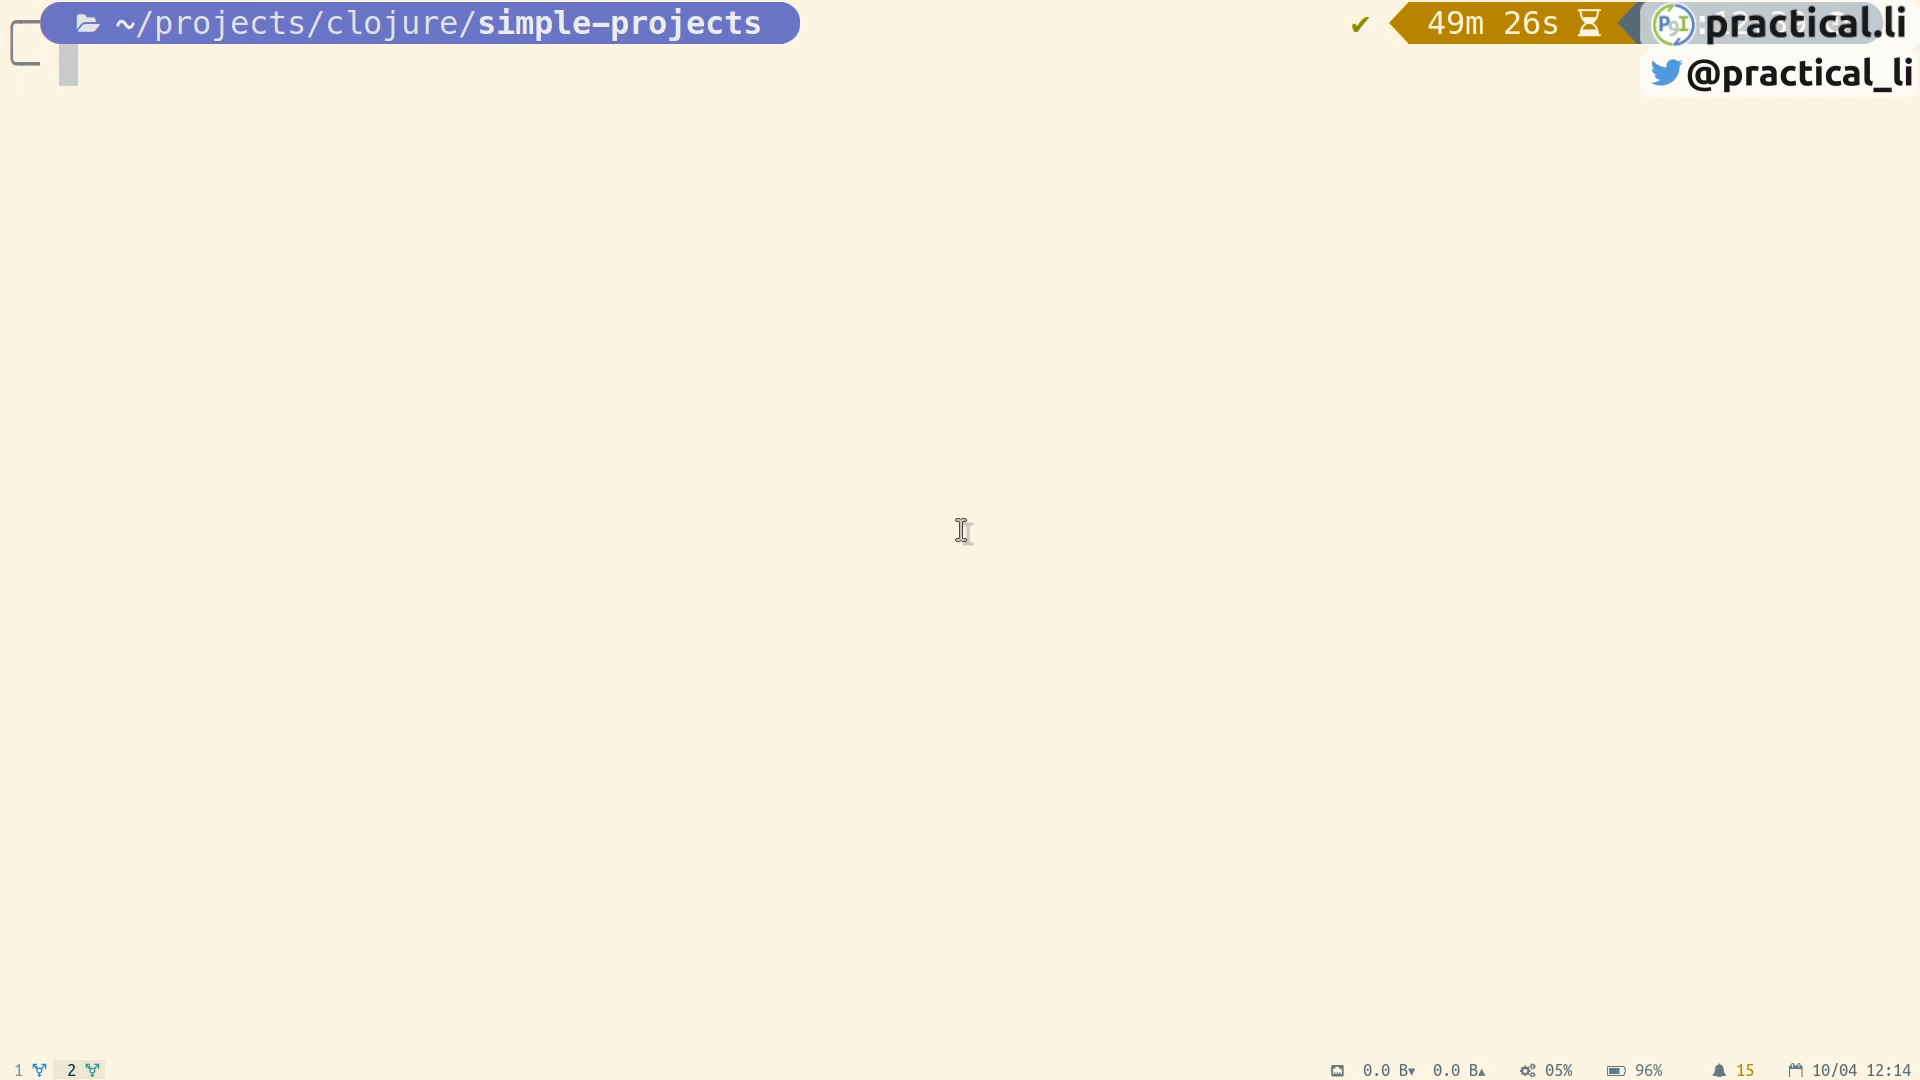 ~/projects/clojure/simple-projects ✔ 49m 26s practical.li
@practical_li
1 2 0.0 B▾ 0.0 B▴ 05% 96% 15 10/04 12:14